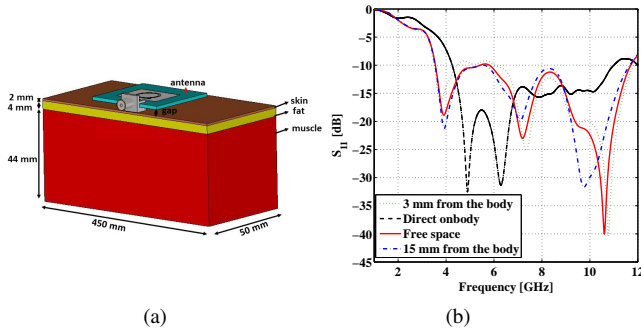 (a)
antenna
gap
2 mm
4 mm
44 mm
skin
fat
muscle
450 mm
50 mm
(b)
S11 [dB]
0
−5
−10
−15
−20
−25
−30
−35
−40
−45
2 4 6 8 10 12
Frequency [GHz]
3 mm from the body
Direct onbody
Free space
15 mm from the body
(a)
(b)